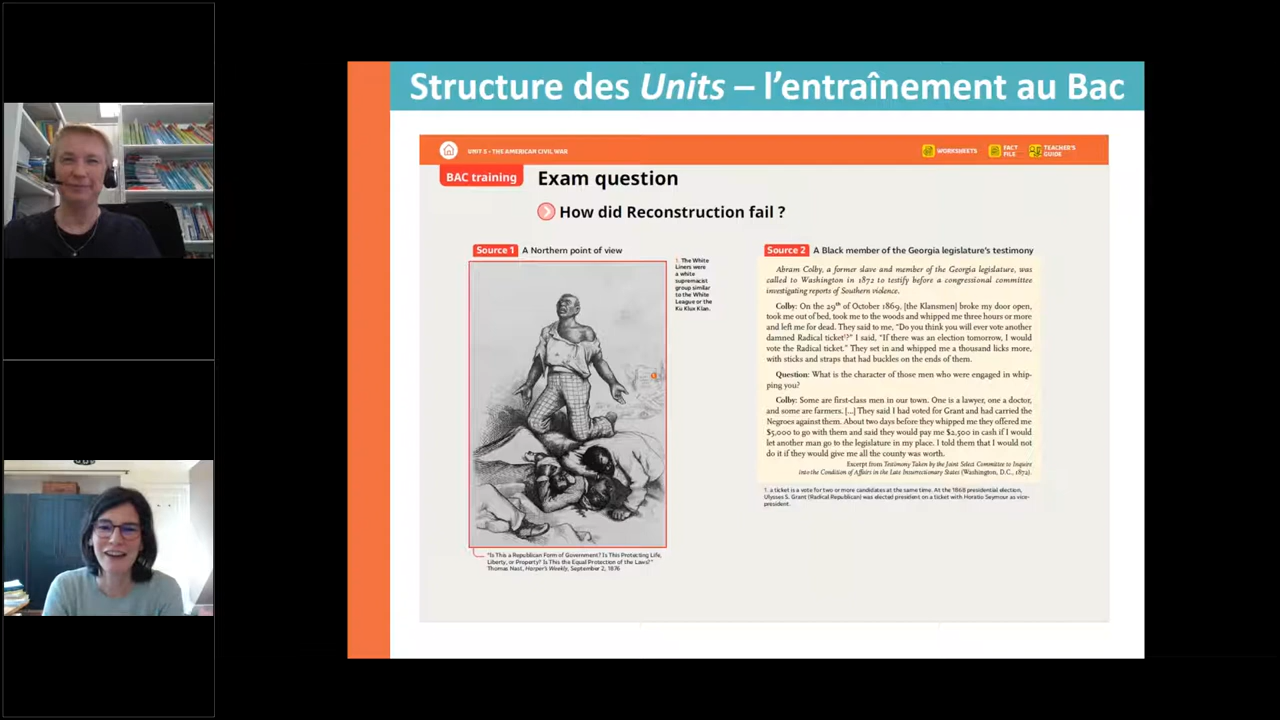 Structure des Units – l’entraînement au Bac
UNIT 5 - THE AMERICAN CIVIL WAR
WORKSHEETS
FACT
FILE
TEACHER'S
GUIDE
BAC training
Exam question
How did Reconstruction fail ?
Source 1 A Northern point of view
1. The White
Liners were
a white
supremacist
group similar
to the White
League or the
Ku Klux Klan.
1
"Is This a Republican Form of Government? Is This Protecting Life,
Liberty, or Property? Is This the Equal Protection of the Laws?"
Thomas Nast, Harper's Weekly, September 2, 1876
Source 2 A Black member of the Georgia legislature's testimony
Abram Colby, a former slave and member of the Georgia legislature, was
called to Washington in 1872 to testify before a congressional committee
investigating reports of Southern violence.
Colby: On the 29th of October 1869, [the Klansmen] broke my door open,
took me out of bed, took me to the woods and whipped me three hours or more
and left me for dead. They said to me, "Do you think you will ever vote another
damned Radical ticket¹?" I said, "If there was an election tomorrow, I would
vote the Radical ticket." They set in and whipped me a thousand licks more,
with sticks and straps that had buckles on the ends of them.
Question: What is the character of those men who were engaged in whip-
ping you?
Colby: Some are first-class men in our town. One is a lawyer, one a doctor,
and some are farmers. [...] They said I had voted for Grant and had carried the
Negroes against them. About two days before they whipped me they offered me
$5,000 to go with them and said they would pay me $2,500 in cash if I would
let another man go to the legislature in my place. I told them that I would not
do it if they would give me all the county was worth.
Excerpt from Testimony Taken by the Joint Select Committee to Inquire
into the Condition of Affairs in the Late Insurrectionary States (Washington, D.C., 1872).
1. a ticket is a vote for two or more candidates at the same time. At the 1868 presidential election,
Ulysses S. Grant (Radical Republican) was elected president on a ticket with Horatio Seymour as vice-
president.